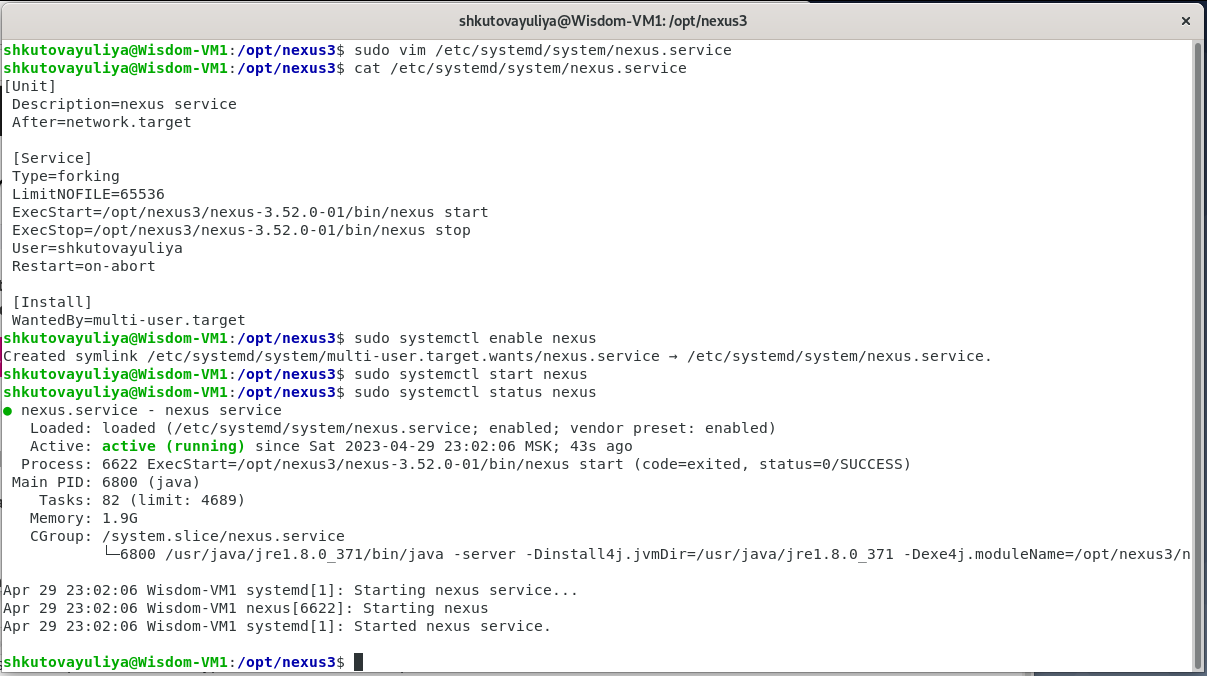 shkutovayuliya@Wisdom-VM1: /opt/nexus3
shkutovayuliya@Wisdom-VM1:/opt/nexus3$ sudo vim /etc/systemd/system/nexus.service
shkutovayuliya@Wisdom-VM1:/opt/nexus3$ cat /etc/systemd/system/nexus.service
[Unit]
Description=nexus service
After=network.target
[Service]
Type=forking
LimitNOFILE=65536
ExecStart=/opt/nexus3/nexus-3.52.0-01/bin/nexus start
ExecStop=/opt/nexus3/nexus-3.52.0-01/bin/nexus stop
User=shkutovayuliya
Restart=on-abort
[Install]
WantedBy=multi-user.target
shkutovayuliya@Wisdom-VM1:/opt/nexus3$ sudo systemctl enable nexus
Created symlink /etc/systemd/system/multi-user.target.wants/nexus.service → /etc/systemd/system/nexus.service.
shkutovayuliya@Wisdom-VM1:/opt/nexus3$ sudo systemctl start nexus
shkutovayuliya@Wisdom-VM1:/opt/nexus3$ sudo systemctl status nexus
● nexus.service - nexus service
Loaded: loaded (/etc/systemd/system/nexus.service; enabled; vendor preset: enabled)
Active: active (running) since Sat 2023-04-29 23:02:06 MSK; 43s ago
Process: 6622 ExecStart=/opt/nexus3/nexus-3.52.0-01/bin/nexus start (code=exited, status=0/SUCCESS)
Main PID: 6800 (java)
Tasks: 82 (limit: 4689)
Memory: 1.9G
CGroup: /system.slice/nexus.service
└─6800 /usr/java/jre1.8.0_371/bin/java -server -Dinstall4j.jvmDir=/usr/java/jre1.8.0_371 -Dexe4j.moduleName=/opt/nexus3/n
Apr 29 23:02:06 Wisdom-VM1 systemd[1]: Starting nexus service...
Apr 29 23:02:06 Wisdom-VM1 nexus[6622]: Starting nexus
Apr 29 23:02:06 Wisdom-VM1 systemd[1]: Started nexus service.
shkutovayuliya@Wisdom-VM1:/opt/nexus3$